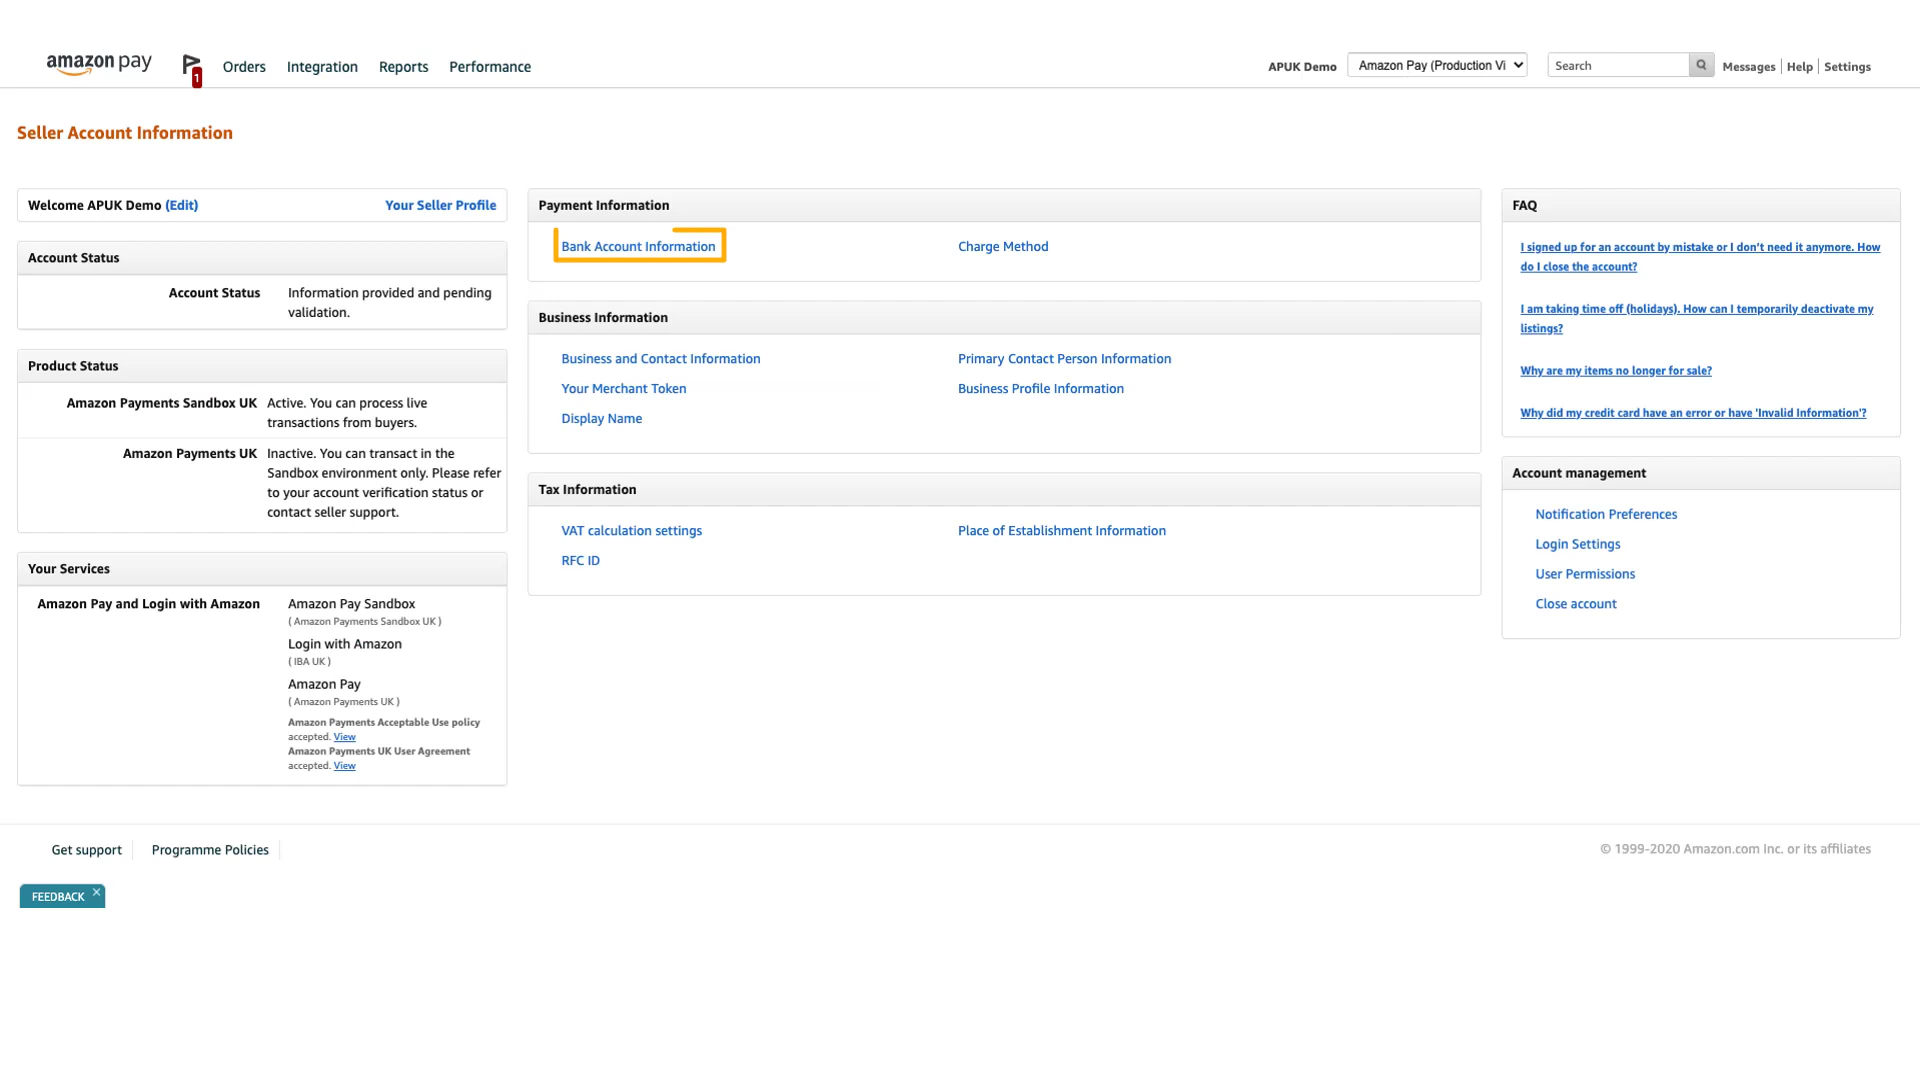 amazon pay
1
Orders
Integration
Reports
Performance
APUK Demo
Amazon Pay (Production Vi
Search
Messages
Help
Settings
Seller Account Information
Welcome APUK Demo (Edit)
Your Seller Profile
Account Status
Account Status
Information provided and pending
validation.
Product Status
Amazon Payments Sandbox UK
Active. You can process live
transactions from buyers.
Amazon Payments UK
Inactive. You can transact in the
Sandbox environment only. Please refer
to your account verification status or
contact seller support.
Your Services
Amazon Pay and Login with Amazon
Amazon Pay Sandbox
( Amazon Payments Sandbox UK )
Login with Amazon
( IBA UK )
Amazon Pay
( Amazon Payments UK )
Amazon Payments Acceptable Use policy
accepted. View
Amazon Payments UK User Agreement
accepted. View
Payment Information
Bank Account Information
Charge Method
Business Information
Business and Contact Information
Primary Contact Person Information
Your Merchant Token
Business Profile Information
Display Name
Tax Information
VAT calculation settings
Place of Establishment Information
RFC ID
FAQ
I signed up for an account by mistake or I don't need it anymore. How
do I close the account?
I am taking time off (holidays). How can I temporarily deactivate my
listings?
Why are my items no longer for sale?
Why did my credit card have an error or have 'Invalid Information'?
Account management
Notification Preferences
Login Settings
User Permissions
Close account
Get support
Programme Policies
© 1999-2020 Amazon.com Inc. or its affiliates
FEEDBACK